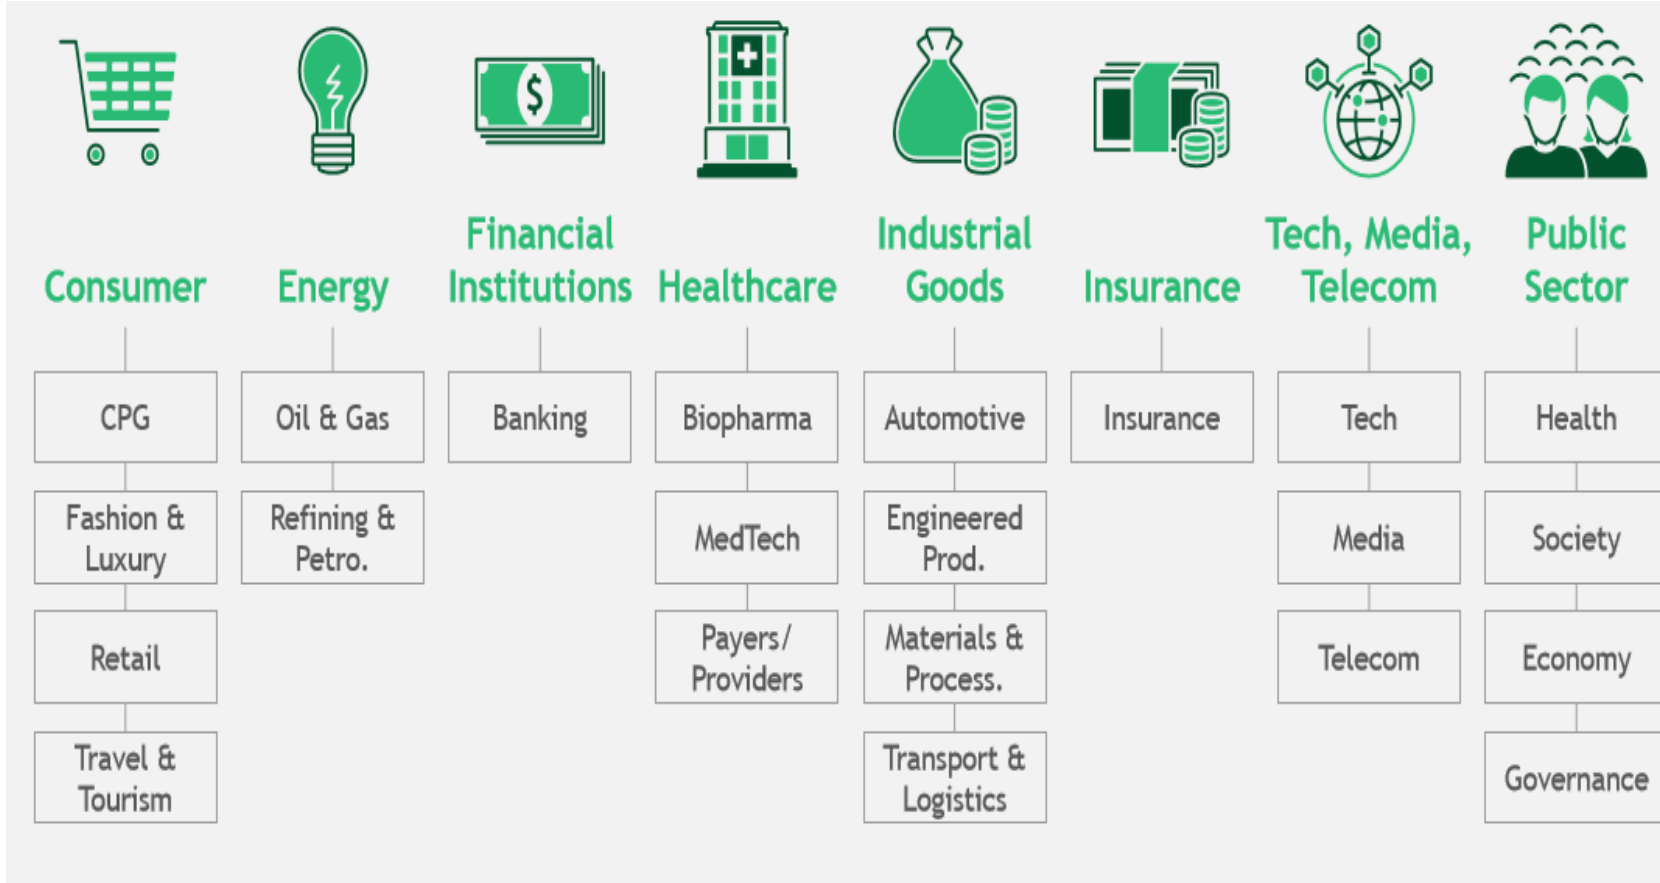 $
Consumer
Energy
Financial
Institutions
Healthcare
Industrial
Goods
Insurance
Tech, Media,
Telecom
Public
Sector
CPG
Fashion &
Luxury
Retail
Travel &
Tourism
Oil & Gas
Refining &
Petro.
Banking
Biopharma
MedTech
Payers/
Providers
Automotive
Engineered
Prod.
Materials &
Process.
Transport &
Logistics
Insurance
Tech
Media
Telecom
Health
Society
Economy
Governance